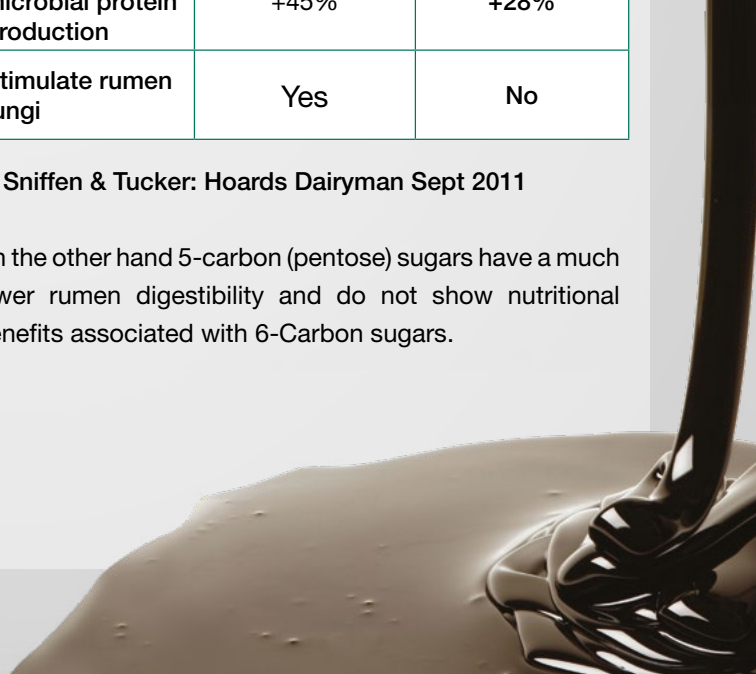 microbial protein +45% +28%
roduction
timulate rumen
ungi Yes No
Sniffen & Tucker: Hoards Dairyman Sept 2011
n the other hand 5-carbon (pentose) sugars have a much
wer rumen digestibility and do not show nutritional
enefits associated with 6-Carbon sugars.